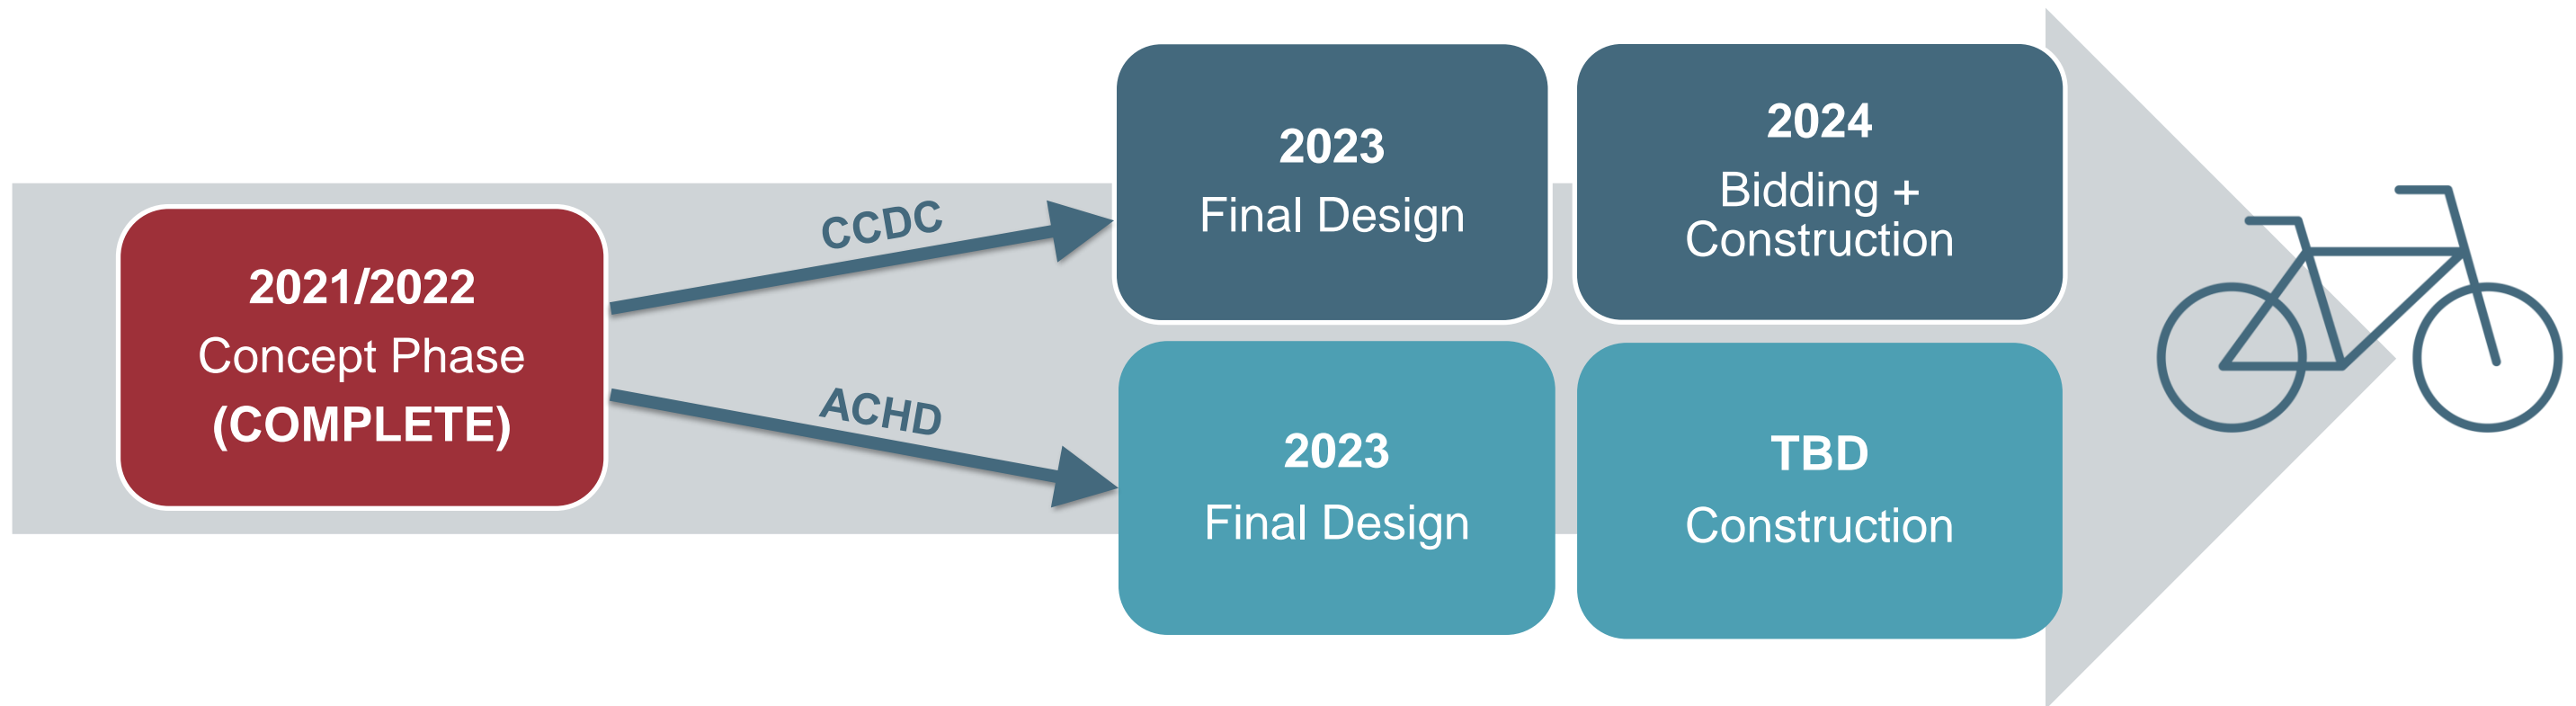 2021/2022
Concept Phase
(COMPLETE)
CCDC
ACHD
2023
Final Design
2024
Bidding +
Construction
2023
Final Design
TBD
Construction